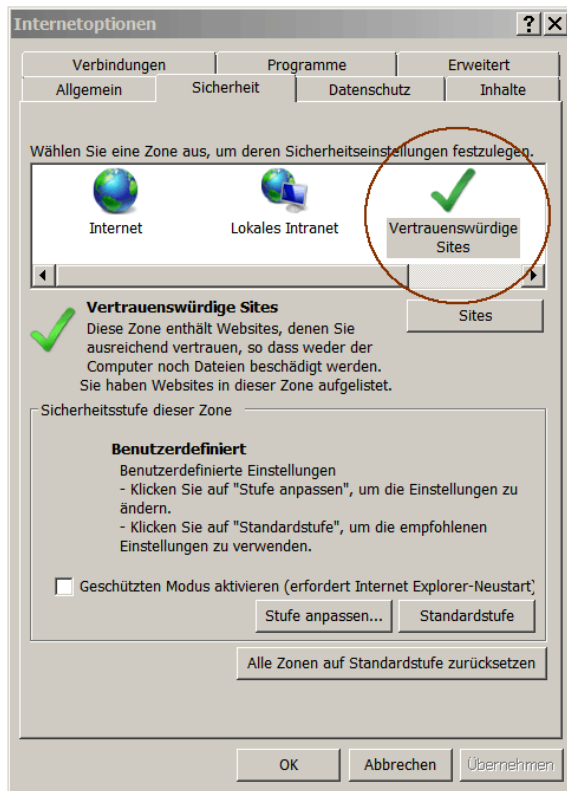 Internetoptionen
Verbindungen Programme Erweitert
Allgemein Sicherheit Datenschutz Inhalte
Wählen Sie eine Zone aus, um deren Sicherheitseinstellungen festzulegen.
Internet Lokales Intranet Vertrauenswürdige
Sites
Vertrauenswürdige Sites Sites
Diese Zone enthält Websites, denen Sie
ausreichend vertrauen, so dass weder der
Computer noch Dateien beschädigt werden.
Sie haben Websites in dieser Zone aufgelistet.
Sicherheitsstufe dieser Zone
Benutzerdefiniert
Benutzerdefinierte Einstellungen
- Klicken Sie auf "Stufe anpassen", um die Einstellungen zu
ändern.
- Klicken Sie auf "Standardstufe", um die empfohlenen
Einstellungen zu verwenden.
Geschützten Modus aktivieren (erfordert Internet Explorer-Neustart)
Stufe anpassen... Standardstufe
Alle Zonen auf Standardstufe zurücksetzen
OK Abbrechen Übernehmen